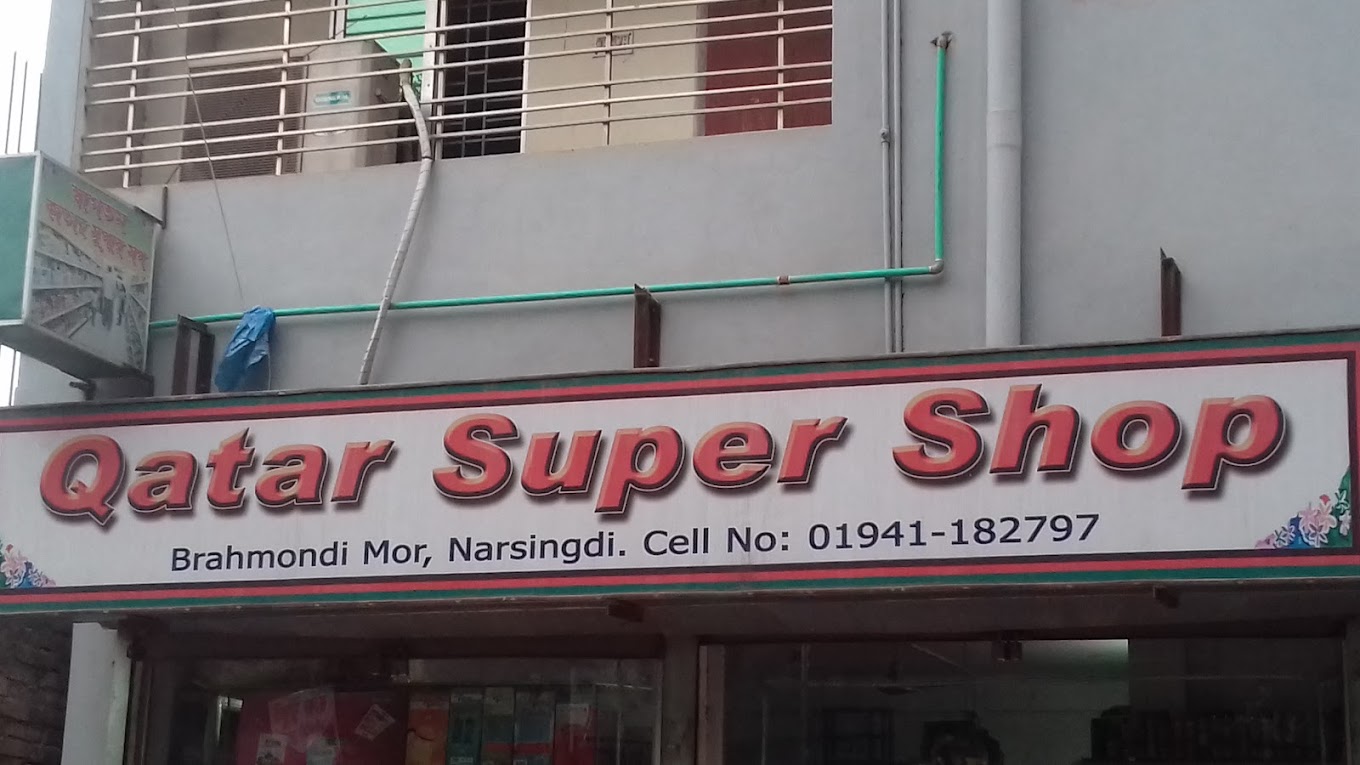 Qatar Super Shop
Brahmondi Mor, Narsingdi. Cell No: 01941-182797